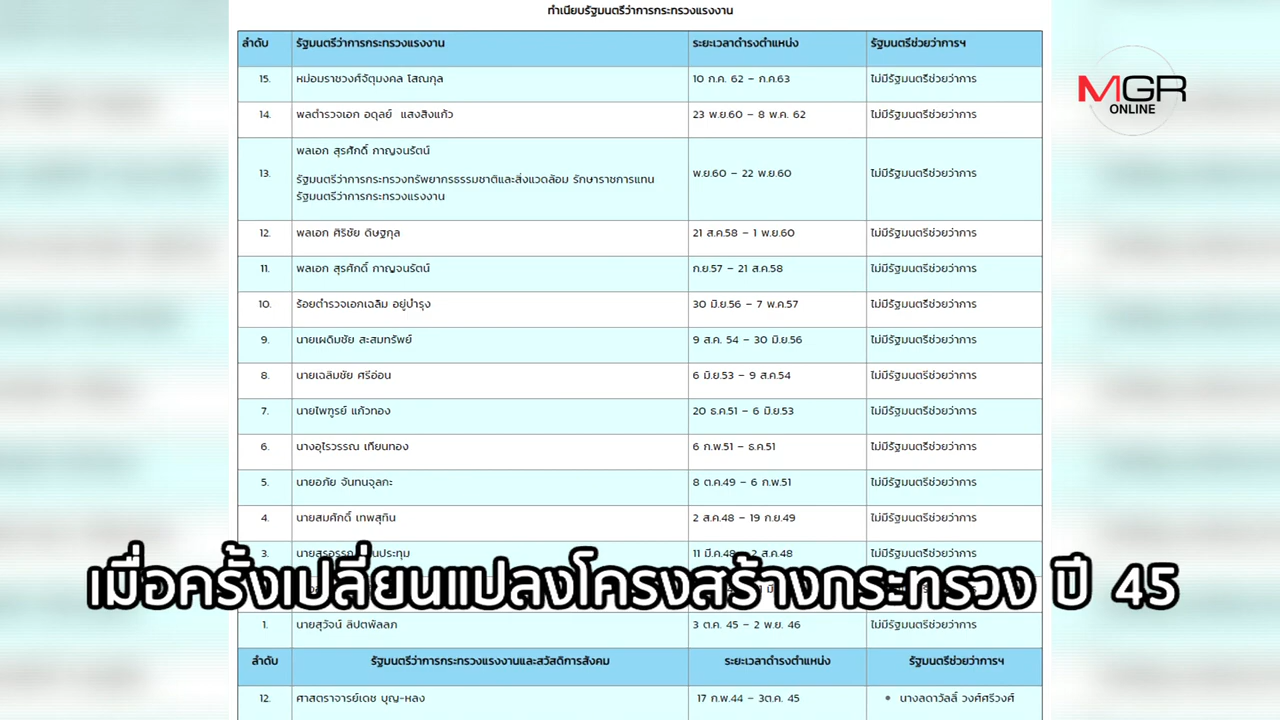 ทำเนียบรัฐมนตรีว่าการกระทรวงแรงงาน
ลำดับ รัฐมนตรีว่าการกระทรวงแรงงาน ระยะเวลาดำรงตำแหน่ง รัฐมนตรีช่วยว่าการฯ
15. หม่อมราชวงศ์จัตุมงคล โสณกุล 10 ก.ค. 62 – ก.ค.63 ไม่มีรัฐมนตรีช่วยว่าการ
14. พลตำรวจเอก อดุลย์ แสงสิงแก้ว 23 พ.ย.60 – 8 พ.ค. 62 ไม่มีรัฐมนตรีช่วยว่าการ
พลเอก สุรศักดิ์ กาญจนรัตน์
13. รัฐมนตรีว่าการกระทรวงทรัพยากรธรรมชาติและสิ่งแวดล้อม รักษาราชการแทน พ.ย.60 – 22 พ.ย.60 ไม่มีรัฐมนตรีช่วยว่าการ
รัฐมนตรีว่าการกระทรวงแรงงาน
12. พลเอก ศิริชัย ดิษฐกุล 21 ส.ค.58 – 1 พ.ย.60 ไม่มีรัฐมนตรีช่วยว่าการ
11. พลเอก สุรศักดิ์ กาญจนรัตน์ ก.ย.57 – 21 ส.ค.58 ไม่มีรัฐมนตรีช่วยว่าการ
10. ร้อยตำรวจเอกเฉลิม อยู่บำรุง 30 มิ.ย.56 – 7 พ.ค.57 ไม่มีรัฐมนตรีช่วยว่าการ
9. นายเผดิมชัย สะสมทรัพย์ 9 ส.ค. 54 – 30 มิ.ย.56 ไม่มีรัฐมนตรีช่วยว่าการ
8. นายเฉลิมชัย ศรีอ่อน 6 มิ.ย.53 – 9 ส.ค.54 ไม่มีรัฐมนตรีช่วยว่าการ
7. นายไพฑูรย์ แก้วทอง 20 ธ.ค.51 – 6 มิ.ย.53 ไม่มีรัฐมนตรีช่วยว่าการ
6. นางอุไรวรรณ เทียนทอง 6 ก.พ.51 – ธ.ค.51 ไม่มีรัฐมนตรีช่วยว่าการ
5. นายอภัย จันทนจุลกะ 8 ต.ค.49 – 6 ก.พ.51 ไม่มีรัฐมนตรีช่วยว่าการ
4. นายสมศักดิ์ เทพสุทิน 2 ส.ค.48 – 19 ก.ย.49 ไม่มีรัฐมนตรีช่วยว่าการ
3. 11 มี.ค.48 – 2 ส.ค.48 ไม่มีรัฐมนตรีช่วยว่าการ
เมื่อครั้งเปลี่ยนแปลงโครงสร้างกระทรวง ปี 45
1. นายสุวัจน์ ลิปตพัลลภ 3 ต.ค. 45 – 2 พ.ย. 46 ไม่มีรัฐมนตรีช่วยว่าการ
ลำดับ รัฐมนตรีว่าการกระทรวงแรงงานและสวัสดิการสังคม ระยะเวลาดำรงตำแหน่ง รัฐมนตรีช่วยว่าการฯ
12. ศาสตราจารย์เดช บุญ-หลง 17 ก.พ.44 – 3ต.ค. 45 • นางลดาวัลลิ์ วงศ์ศรีวงศ์
MGR
ONLINE